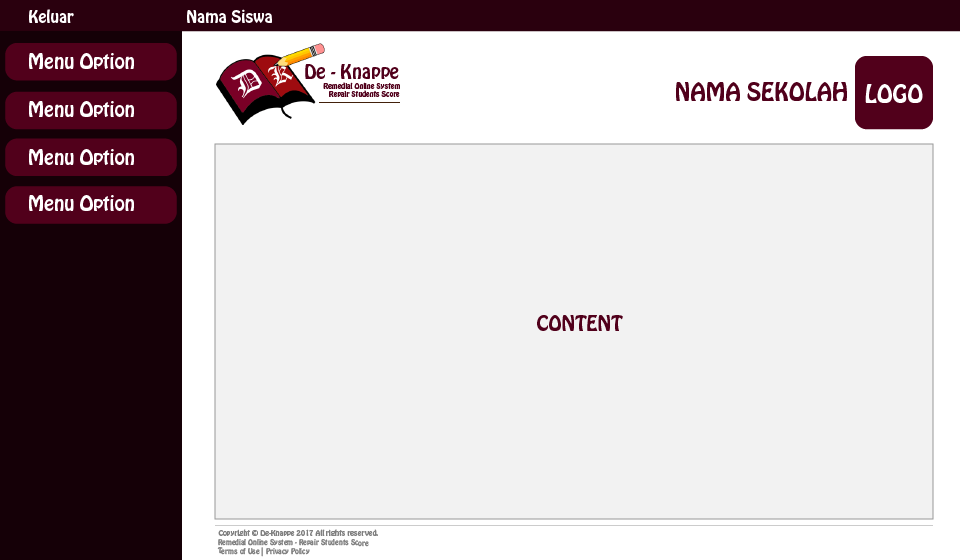 Keluar
Nama Siswa
Menu Option
Menu Option
Menu Option
Menu Option
D K
De - Knappe
Remedial Online System
Repair Students Score
NAMA SEKOLAH
LOGO
CONTENT
Copyright © De-Knappe 2017 All rights reserved.
Remedial Online System - Repair Students Score
Terms of Use | Privacy Policy